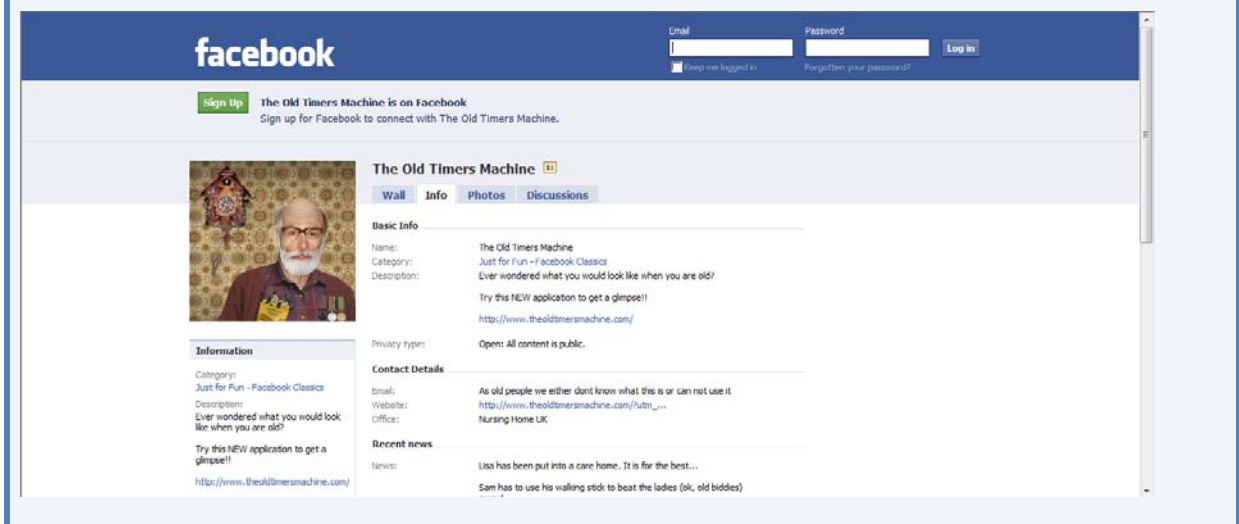 Email Password
facebook Log in
Keep me logged in Forgotten your password?
Sign Up The Old Timers Machine is on Facebook
Sign up for Facebook to connect with The Old Timers Machine.
The Old Timers Machine
Wall Info Photos Discussions
Basic Info
Name: The Old Timers Machine
Category: Just for Fun - Facebook Classics
Description: Ever wondered what you would look like when you are old?
Try this NEW application to get a glimpse!!
http://www.theoldtimersmachine.com/
Privacy type: Open: All content is public.
Contact Details
Email: As old people we either dont know what this is or can not use it
Website: http://www.theoldtimersmachine.com/?utm_...
Office: Nursing Home UK
Recent news
News: Lisa has been put into a care home. It is for the best...
Sam has to use his walking stick to beat the ladies (ok, old biddies)
Information
Category:
Just for Fun - Facebook Classics
Description:
Ever wondered what you would look
like when you are old?
Try this NEW application to get a
glimpse!!
http://www.theoldtimersmachine.com/